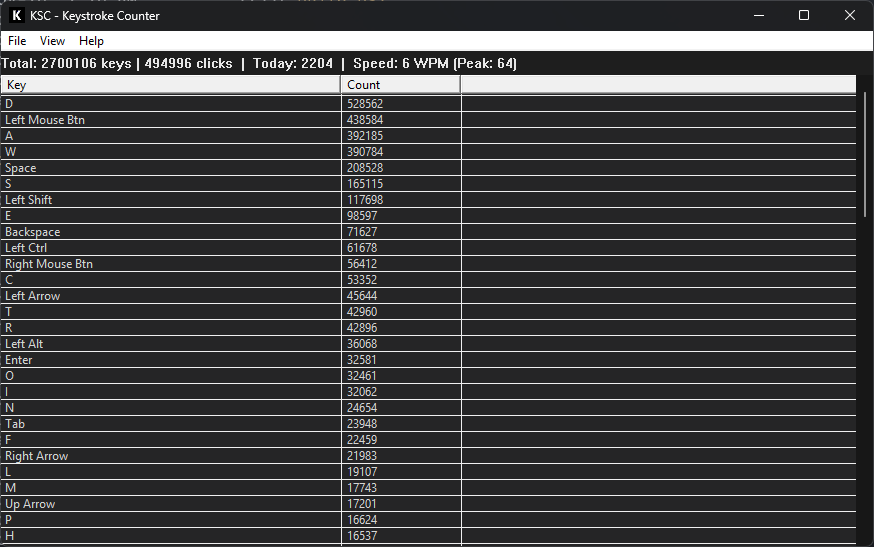 K KSC - Keystroke Counter
File View Help
Total: 2700106 keys | 494996 clicks | Today: 2204 | Speed: 6 WPM (Peak: 64)
Key Count
D 528562
Left Mouse Btn 438584
A 392185
W 390784
Space 208528
S 165115
Left Shift 117698
E 98597
Backspace 71627
Left Ctrl 61678
Right Mouse Btn 56412
C 53352
Left Arrow 45644
T 42960
R 42896
Left Alt 36068
Enter 32581
O 32461
I 32062
N 24654
Tab 23948
F 22459
Right Arrow 21983
L 19107
M 17743
Up Arrow 17201
P 16624
H 16537